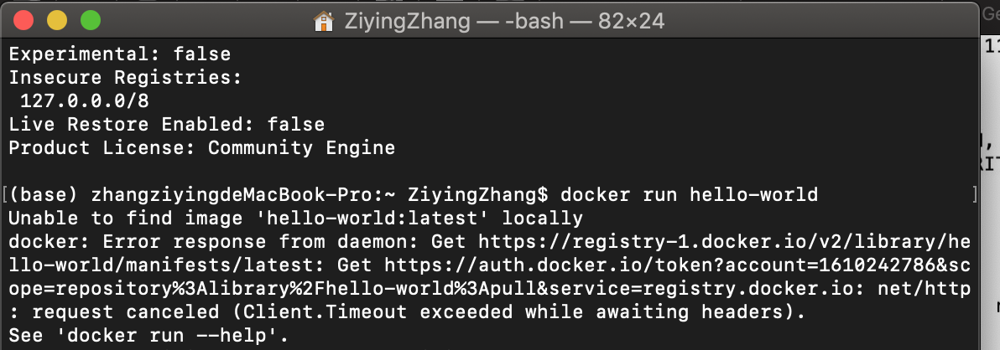 ZiyingZhang — -bash — 82×24
Experimental: false
Insecure Registries:
127.0.0.0/8
Live Restore Enabled: false
Product License: Community Engine
[(base) zhangziyingdeMacBook-Pro:~ ZiyingZhang$ docker run hello-world ]
Unable to find image 'hello-world:latest' locally
docker: Error response from daemon: Get https://registry-1.docker.io/v2/library/he
llo-world/manifests/latest: Get https://auth.docker.io/token?account=1610242786&sc
ope=repository%3Alibrary%2Fhello-world%3Apull&service=registry.docker.io: net/http
: request canceled (Client.Timeout exceeded while awaiting headers).
See 'docker run --help'.